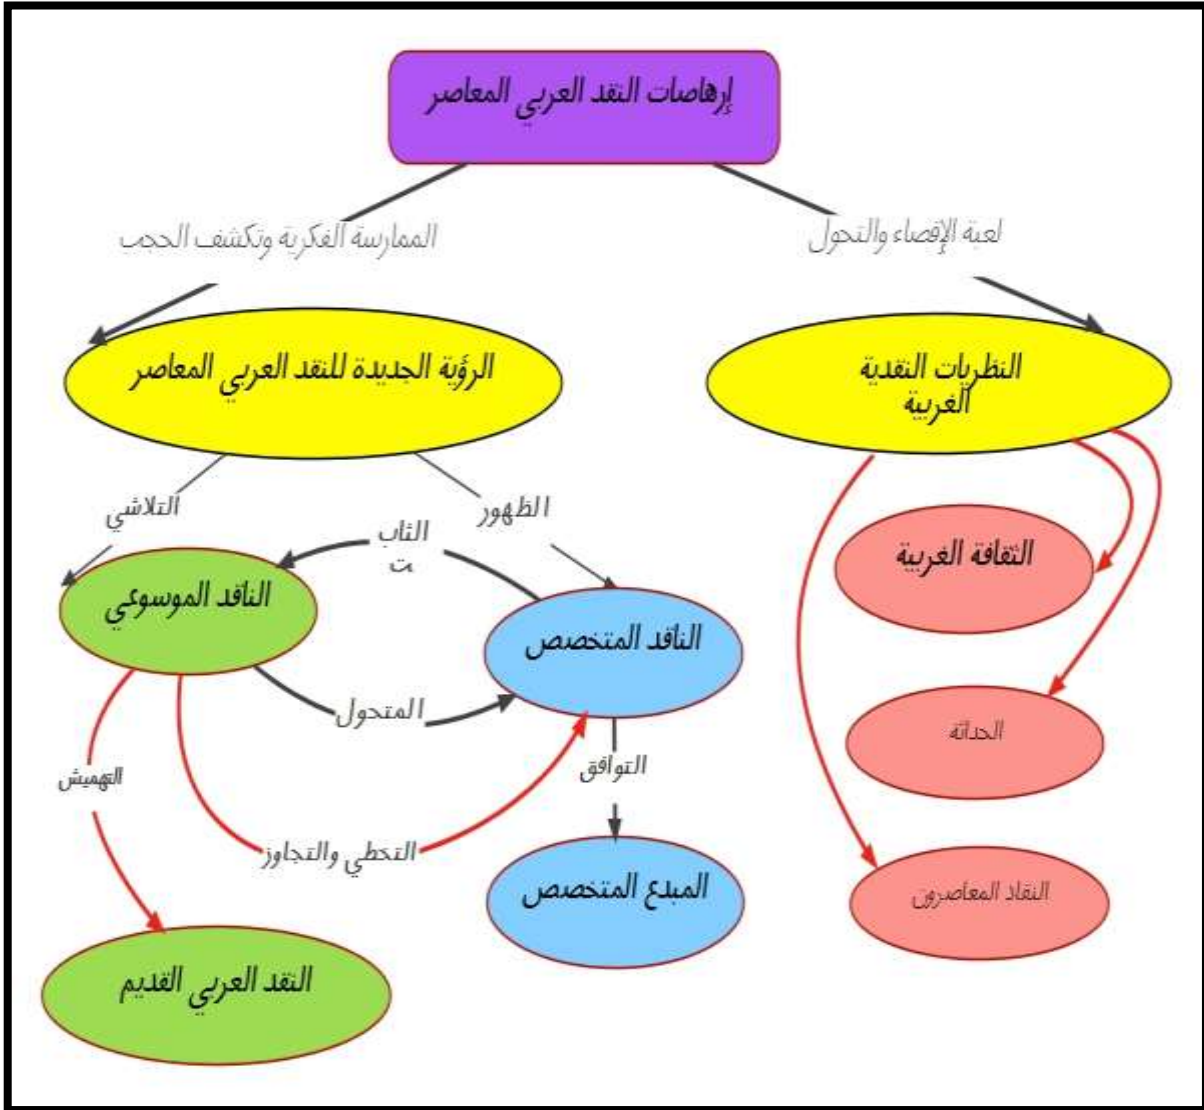 إرهاصات النقد العربي المعاصر
لعبة الإقصاء والتحول
الممارسة الفكرية وتكشف الحجب
النظريات النقدية
الغربية
الرؤية الجديدة للنقد العربي المعاصر
الظهور
التلاشي
الثاب
ت
الثقافة الغربية
الناقد المتخصص
الناقد الموسوعي
المتحول
الحداثة
التوافق
التهميش
التخطي والتجاوز
النقاد المعاصرون
المبدع المتخصص
النقد العربي القديم